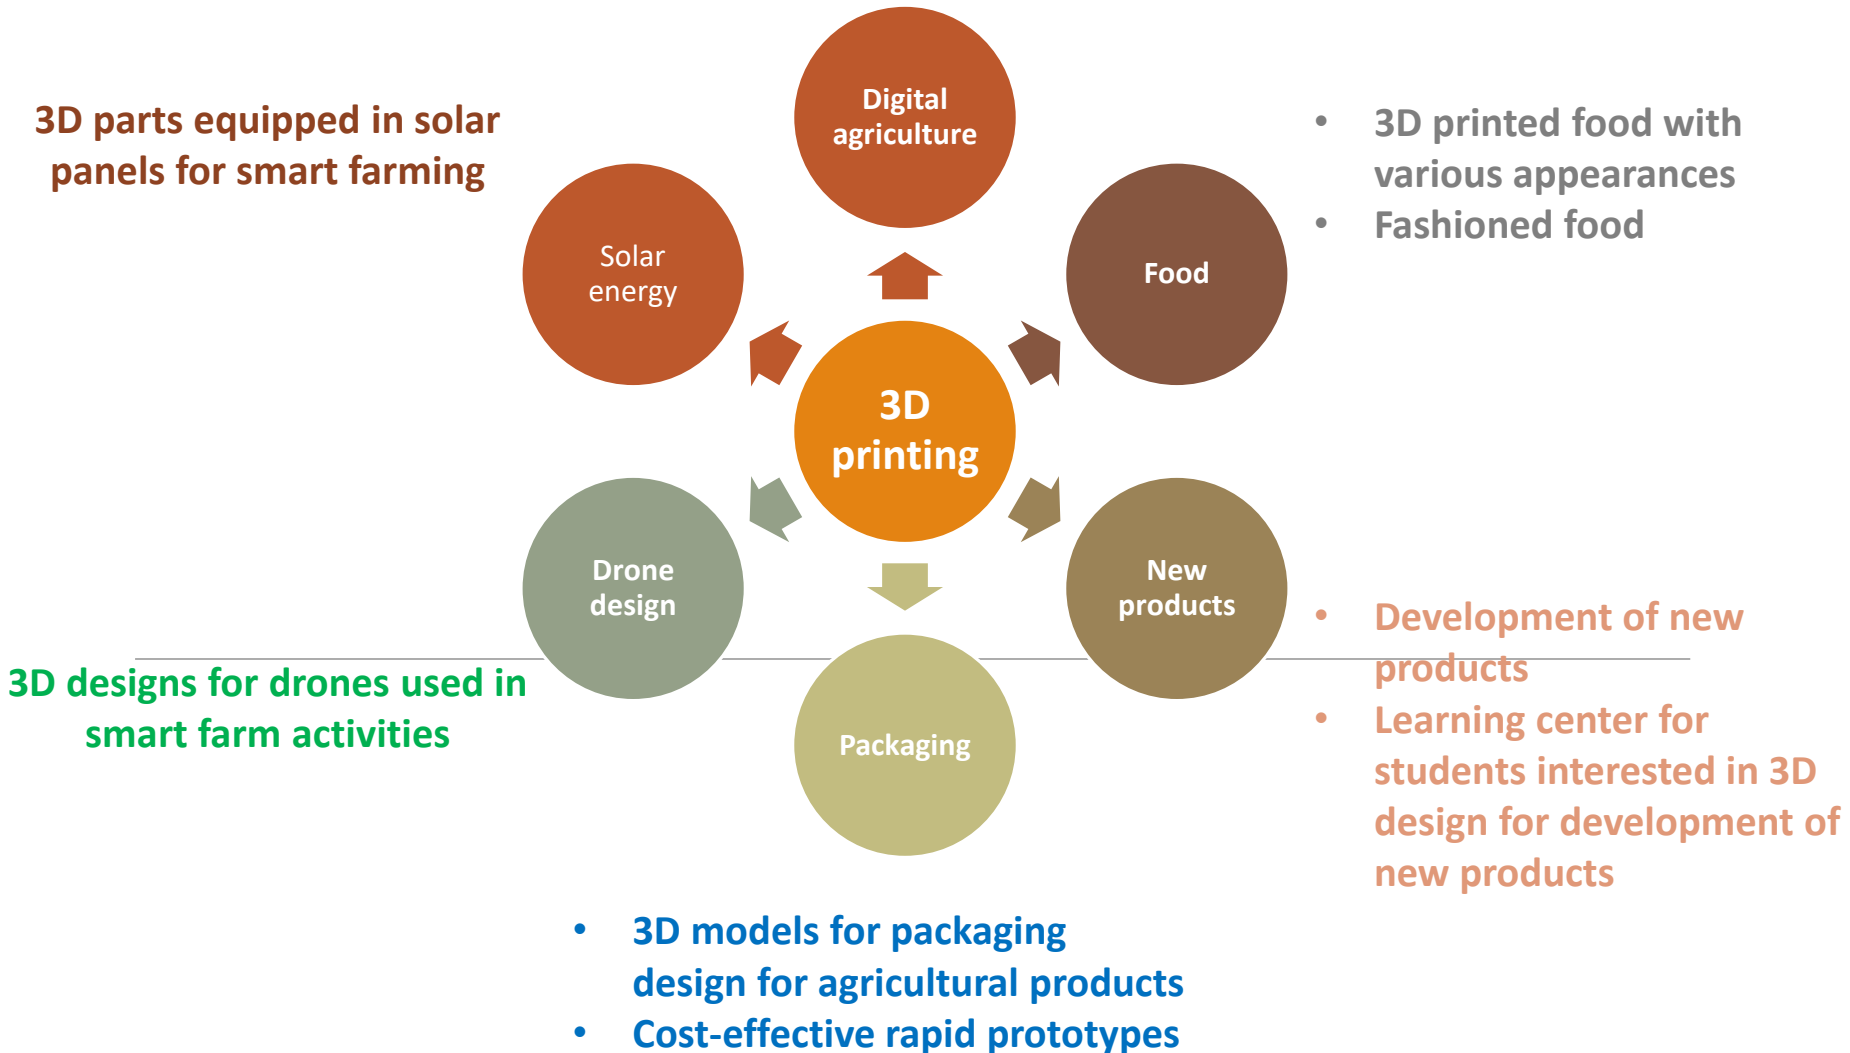 Digital
agriculture
3D parts equipped in solar
panels for smart farming
• 3D printed food with
various appearances
• Fashioned food
Solar
energy
Food
3D
printing
Drone
design
New
products
3D designs for drones used in
smart farm activities
• Development of new
products
• Learning center for
students interested in 3D
design for development of
new products
Packaging
• 3D models for packaging
design for agricultural products
• Cost-effective rapid prototypes